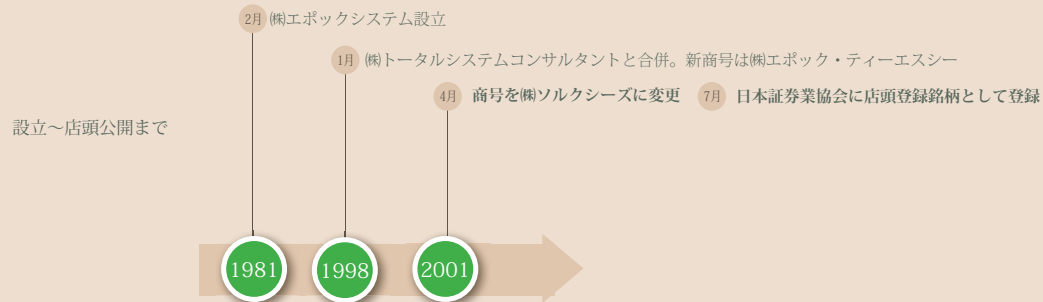 2月 ㈱エポックシステム設立
1月 ㈱トータルシステムコンサルタントと合併。新商号は㈱エポック・ティーエスシー
4月 商号を㈱ソルクシーズに変更 7月 日本証券業協会に店頭登録銘柄として登録
設立～店頭公開まで
1981 1998 2001